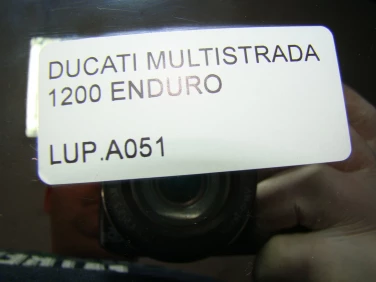 DUCATI MULTISTRADA
1200 ENDURO
LUP.A051